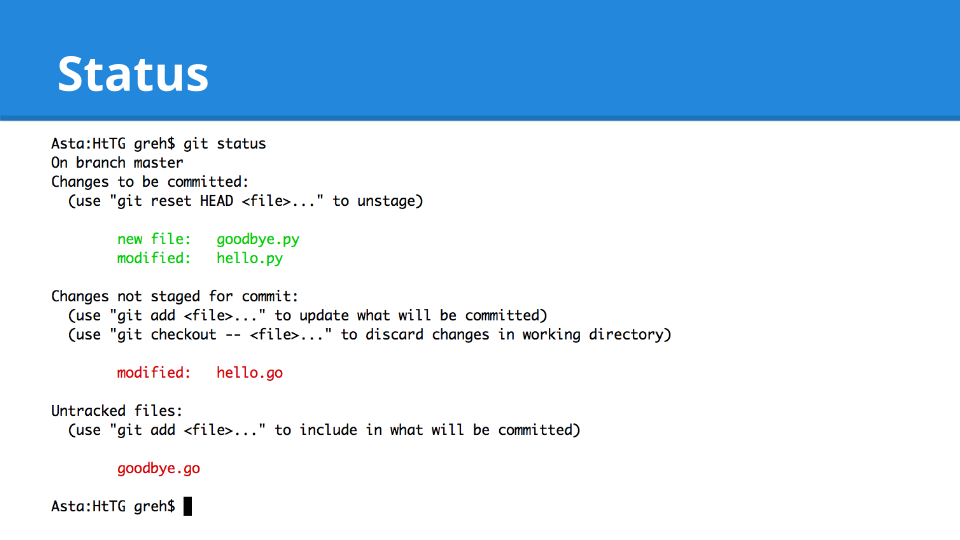 Status
Asta:HtTG greh$ git status
On branch master
Changes to be committed:
  (use "git reset HEAD <file>..." to unstage)
        new file:   goodbye.py
        modified:   hello.py
Changes not staged for commit:
  (use "git add <file>..." to update what will be committed)
  (use "git checkout -- <file>..." to discard changes in working directory)
        modified:   hello.go
Untracked files:
  (use "git add <file>..." to include in what will be committed)
        goodbye.go
Asta:HtTG greh$